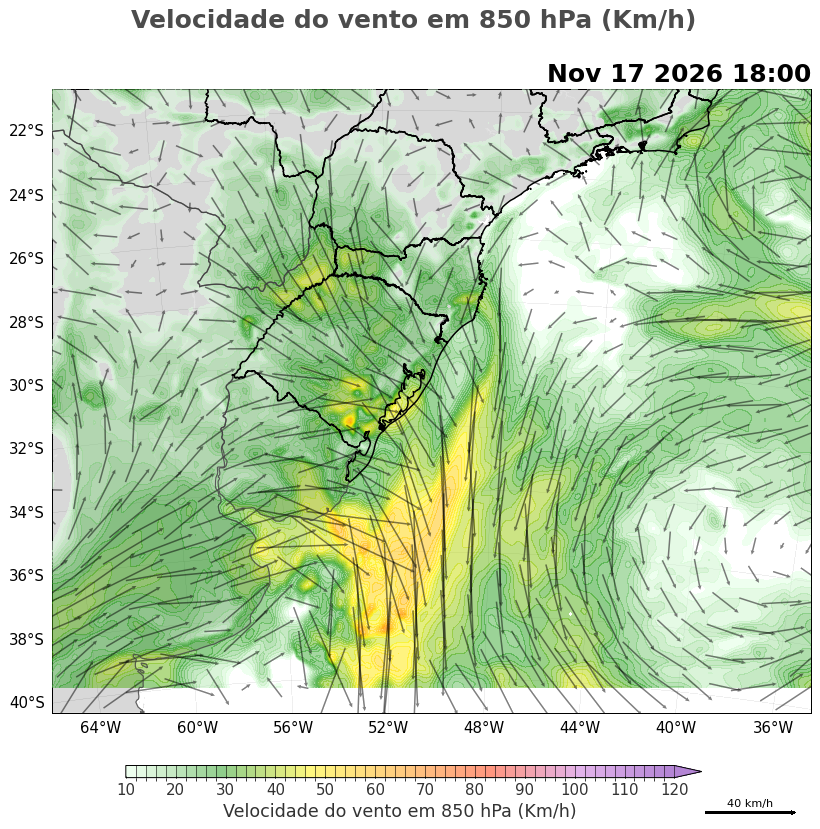 Velocidade do vento em 850 hPa (Km/h)
Nov 17 2026 18:00
22°S
24°S
26°S
28°S
30°S
32°S
34°S
36°S
38°S
40°S
64°W 60°W 56°W 52°W 48°W 44°W 40°W 36°W
10 20 30 40 50 60 70 80 90 100 110 120
40 km/h
Velocidade do vento em 850 hPa (Km/h)